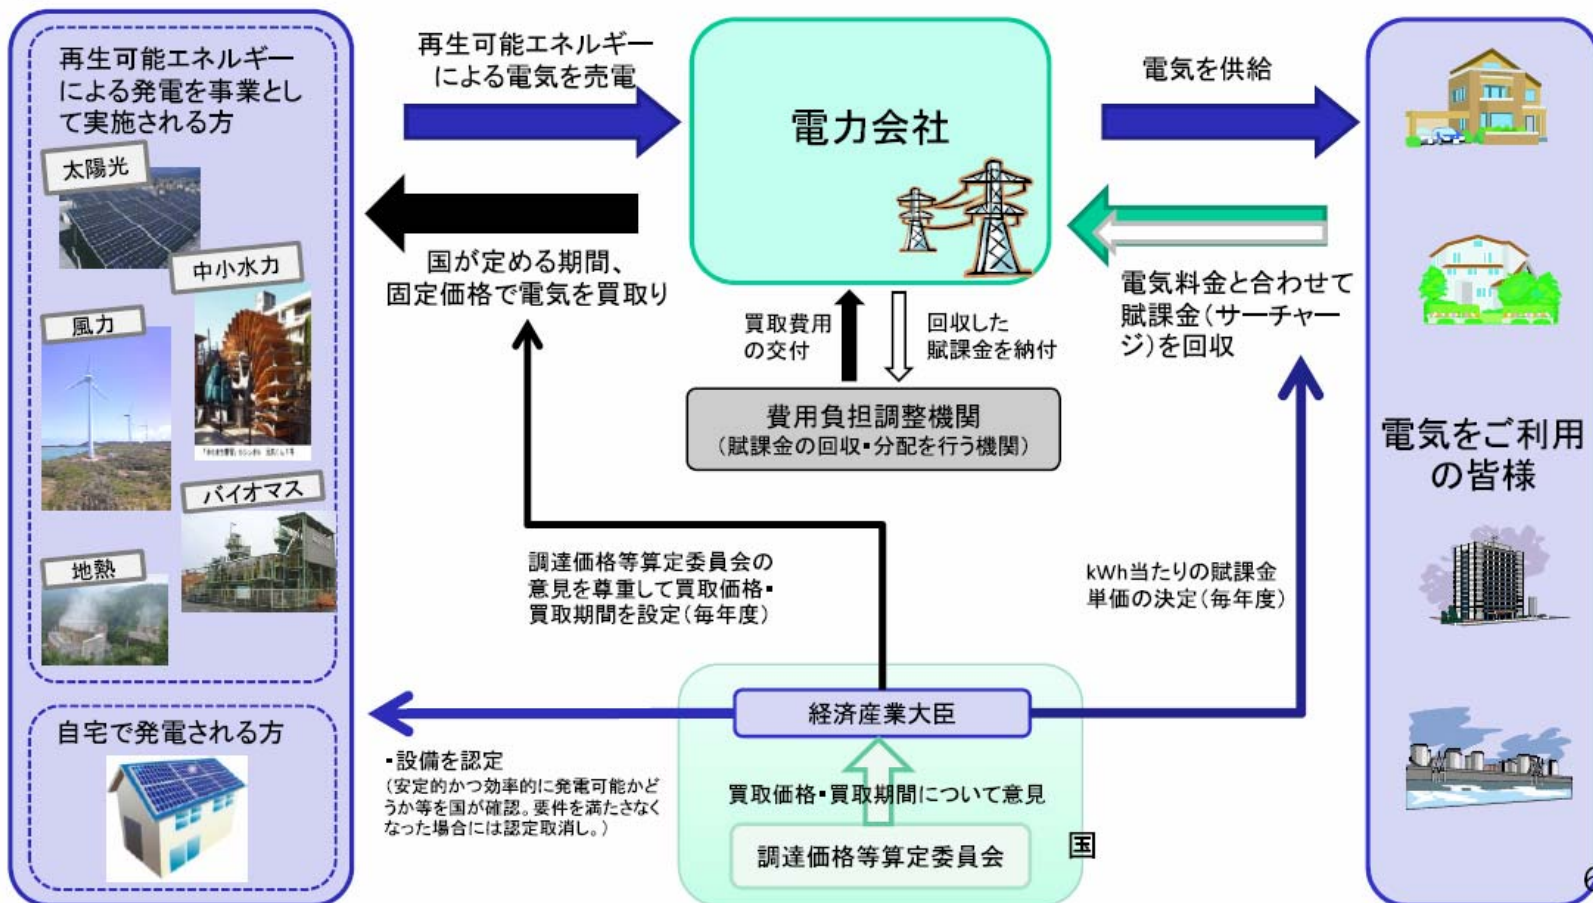 再生可能エネルギー
による発電を事業とし
て実施される方
太陽光
中小水力
風力
バイオマス
地熱
自宅で発電される方
再生可能エネルギー
による電気を売電
国が定める期間、
固定価格で電気を買取り
電力会社
買取費用
の交付
回収した
賦課金を納付
費用負担調整機関
(賦課金の回収・分配を行う機関)
電気を供給
電気料金と合わせて
賦課金(サーチャー
ジ)を回収
電気をご利用
の皆様
調達価格等算定委員会の
意見を尊重して買取価格・
買取期間を設定(毎年度)
kWh当たりの賦課金
単価の決定(毎年度)
経済産業大臣
・設備を認定
(安定的かつ効率的に発電可能かど
うか等を国が確認。要件を満たさなく
なった場合には認定取消し。)
買取価格・買取期間について意見
調達価格等算定委員会
国
6